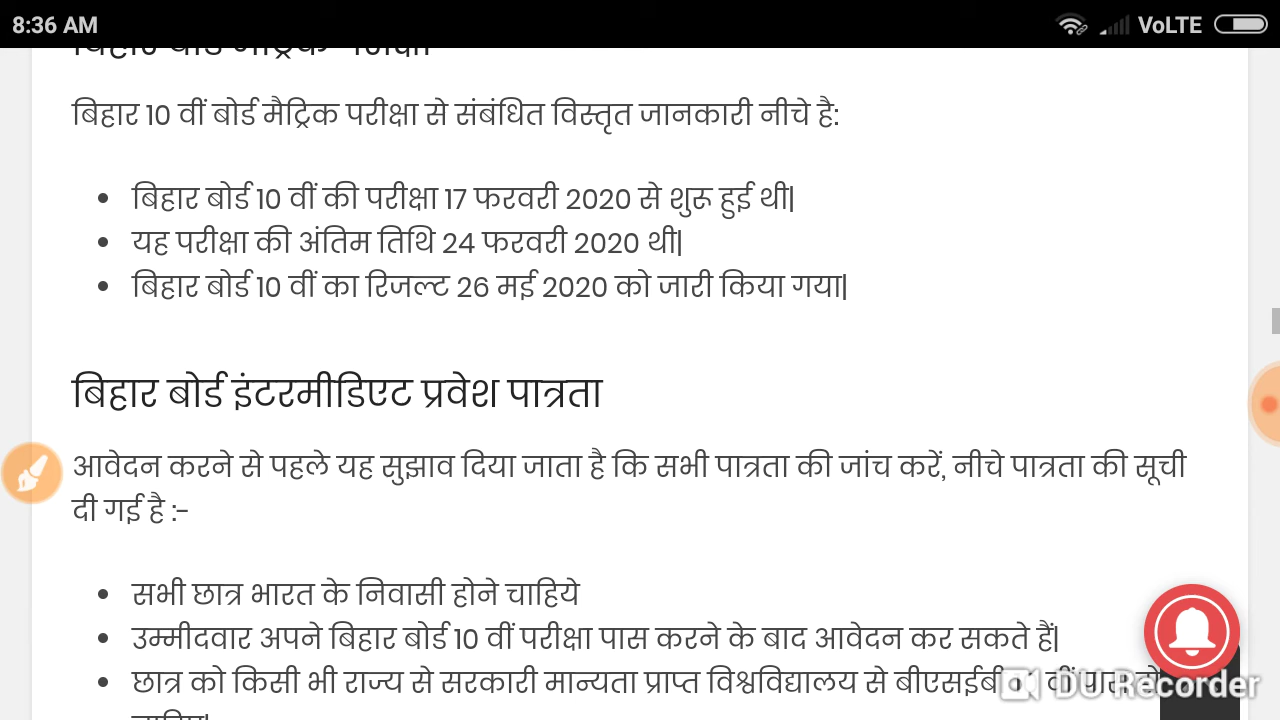 8:36 AM
VoLTE
बिहार बोर्ड मैट्रिक
बिहार 10 वीं बोर्ड मैट्रिक परीक्षा से संबंधित विस्तृत जानकारी नीचे है:
• बिहार बोर्ड 10 वीं की परीक्षा 17 फरवरी 2020 से शुरू हुई थी|
• यह परीक्षा की अंतिम तिथि 24 फरवरी 2020 थी|
• बिहार बोर्ड 10 वीं का रिजल्ट 26 मई 2020 को जारी किया गया|
बिहार बोर्ड इंटरमीडिएट प्रवेश पात्रता
आवेदन करने से पहले यह सुझाव दिया जाता है कि सभी पात्रता की जांच करें, नीचे पात्रता की सूची
दी गई है :-
• सभी छात्र भारत के निवासी होने चाहिये
• उम्मीदवार अपने बिहार बोर्ड 10 वीं परीक्षा पास करने के बाद आवेदन कर सकते हैं|
• छात्र को किसी भी राज्य से सरकारी मान्यता प्राप्त विश्वविद्यालय से
DU Recorder